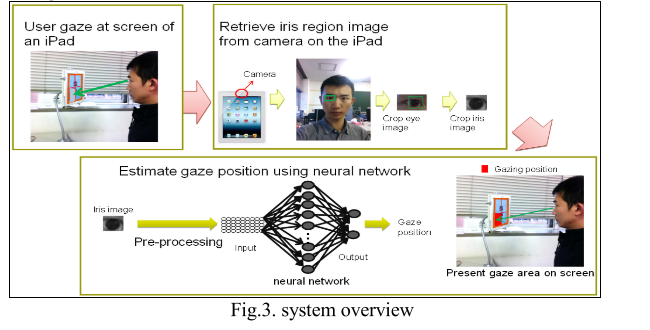 User gaze at screen of
an iPad
Retrieve iris region image
from camera on the iPad
Camera
Crop eye
image
Crop iris
image
Estimate gaze position using neural network
Iris image
Pre-processing
Input
neural network
Output
Gaze
position
Gazing position
Present gaze area on screen
Fig.3. system overview